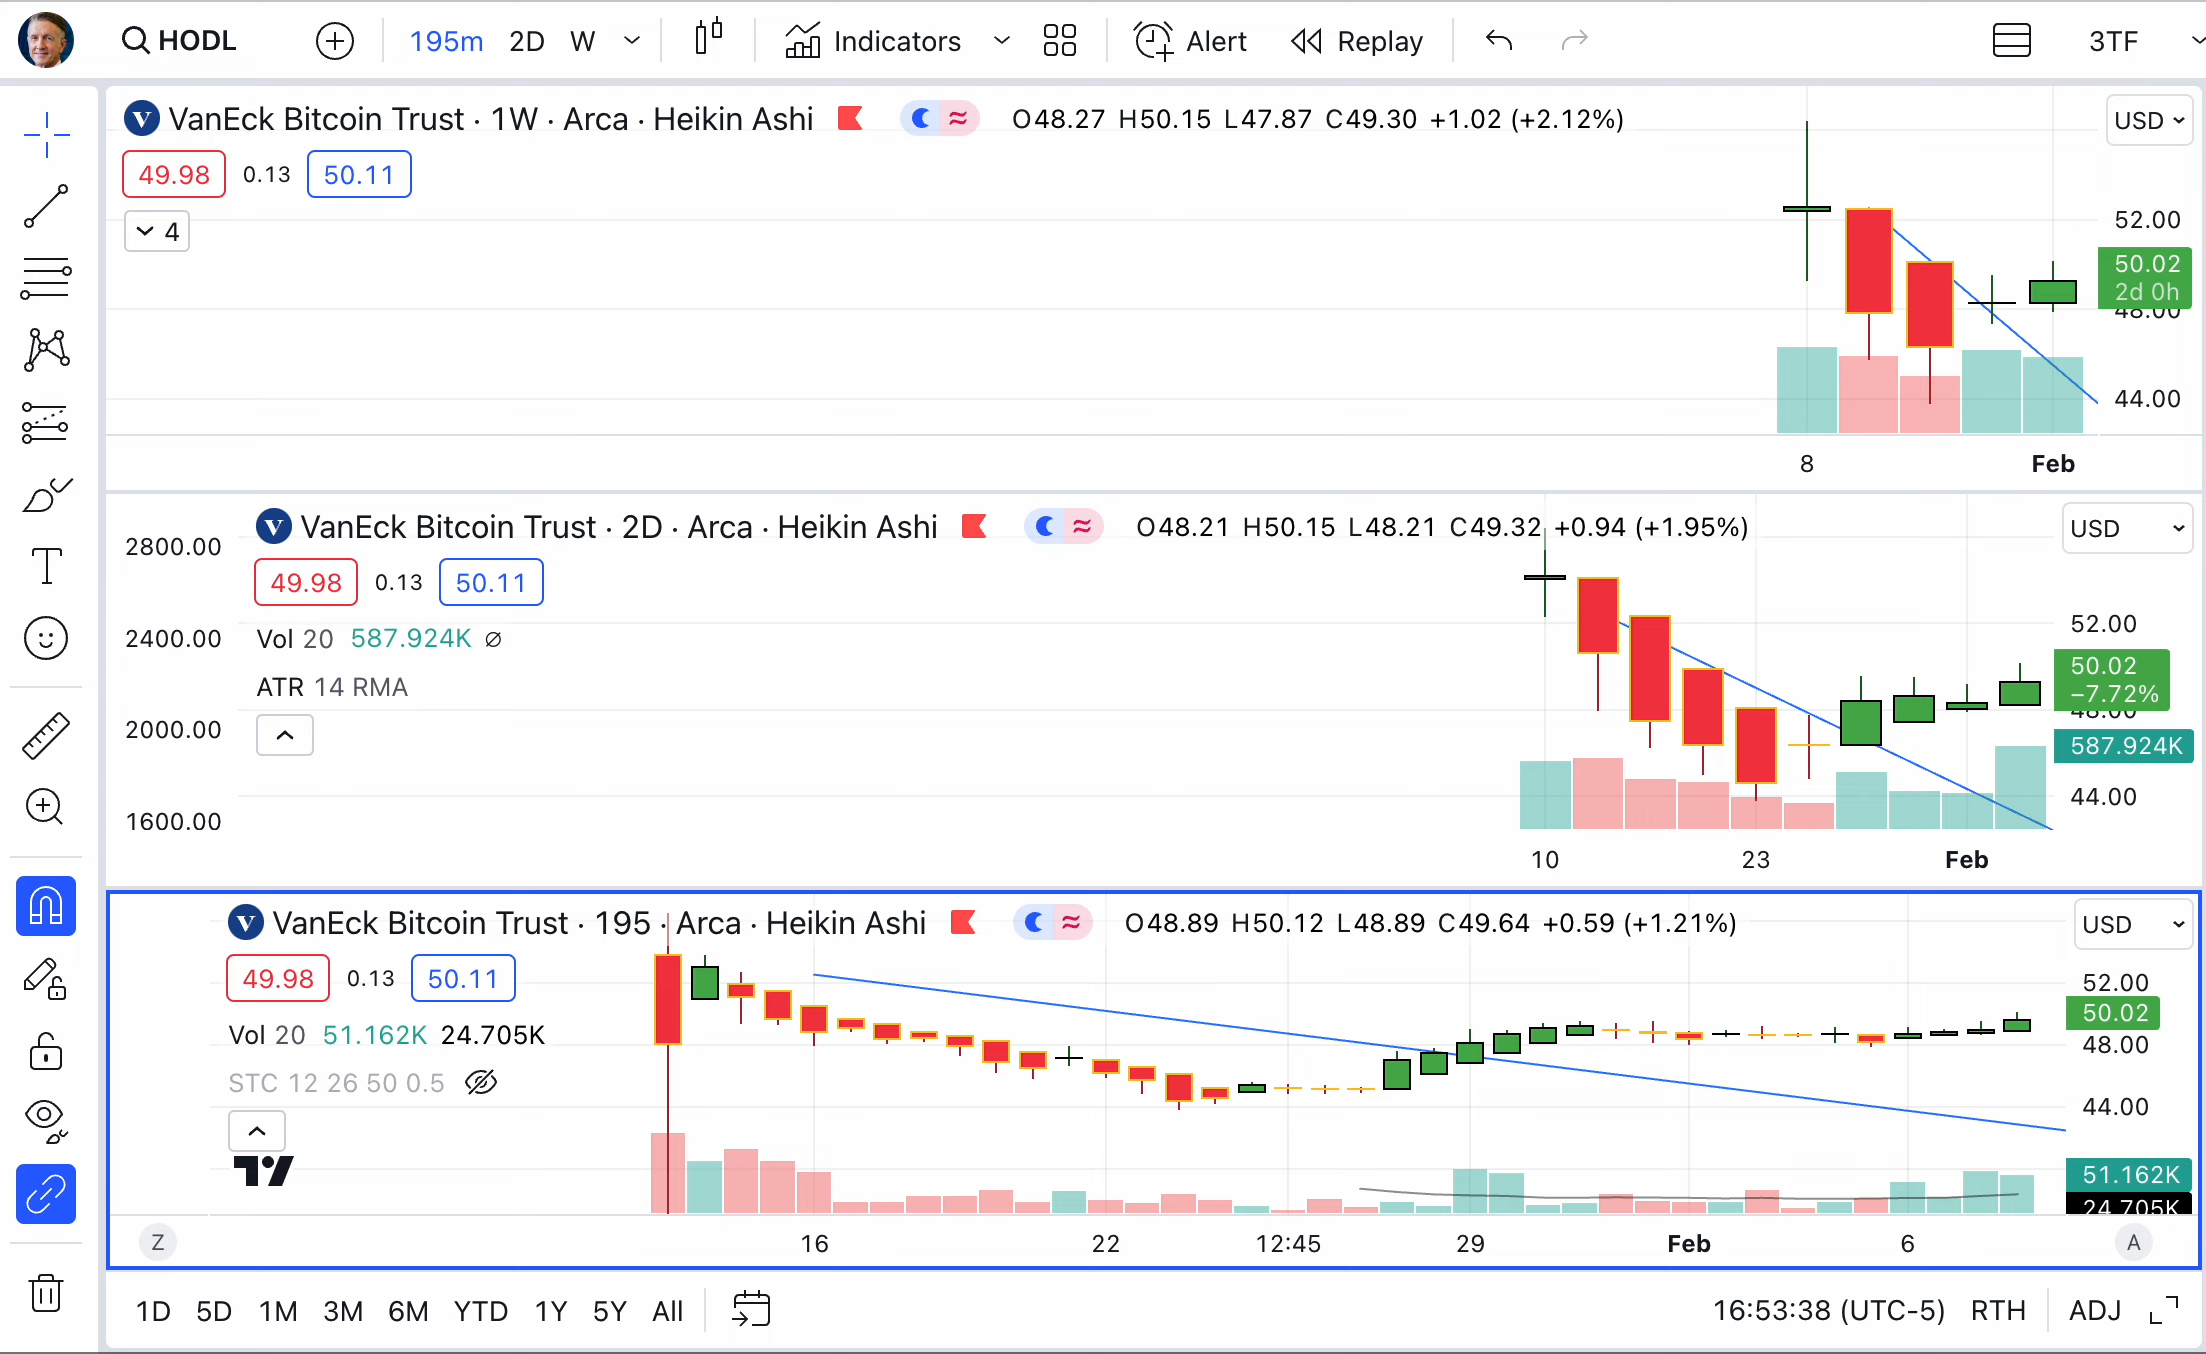 HODL 195m 2D W Indicators Alert Replay 3TF
V VanEck Bitcoin Trust · 1W · Arca · Heikin Ashi O48.27 H50.15 L47.87 C49.30 +1.02 (+2.12%) USD
49.98 0.13 50.11
4
52.00
50.02
2d 0h
48.00
44.00
8 Feb
V VanEck Bitcoin Trust · 2D · Arca · Heikin Ashi O48.21 H50.15 L48.21 C49.32 +0.94 (+1.95%) USD
2800.00
49.98 0.13 50.11
2400.00 Vol 20 587.924K ∅ 52.00
ATR 14 RMA 50.02
−7.72%
48.00
2000.00 587.924K
44.00
1600.00
10 23 Feb
V VanEck Bitcoin Trust · 195 · Arca · Heikin Ashi O48.89 H50.12 L48.89 C49.64 +0.59 (+1.21%) USD
49.98 0.13 50.11 52.00
50.02
Vol 20 51.162K 24.705K 48.00
STC 12 26 50 0.5
44.00
51.162K
24.705K
Z 16 22 12:45 29 Feb 6 A
1D 5D 1M 3M 6M YTD 1Y 5Y All 16:53:38 (UTC-5) RTH ADJ